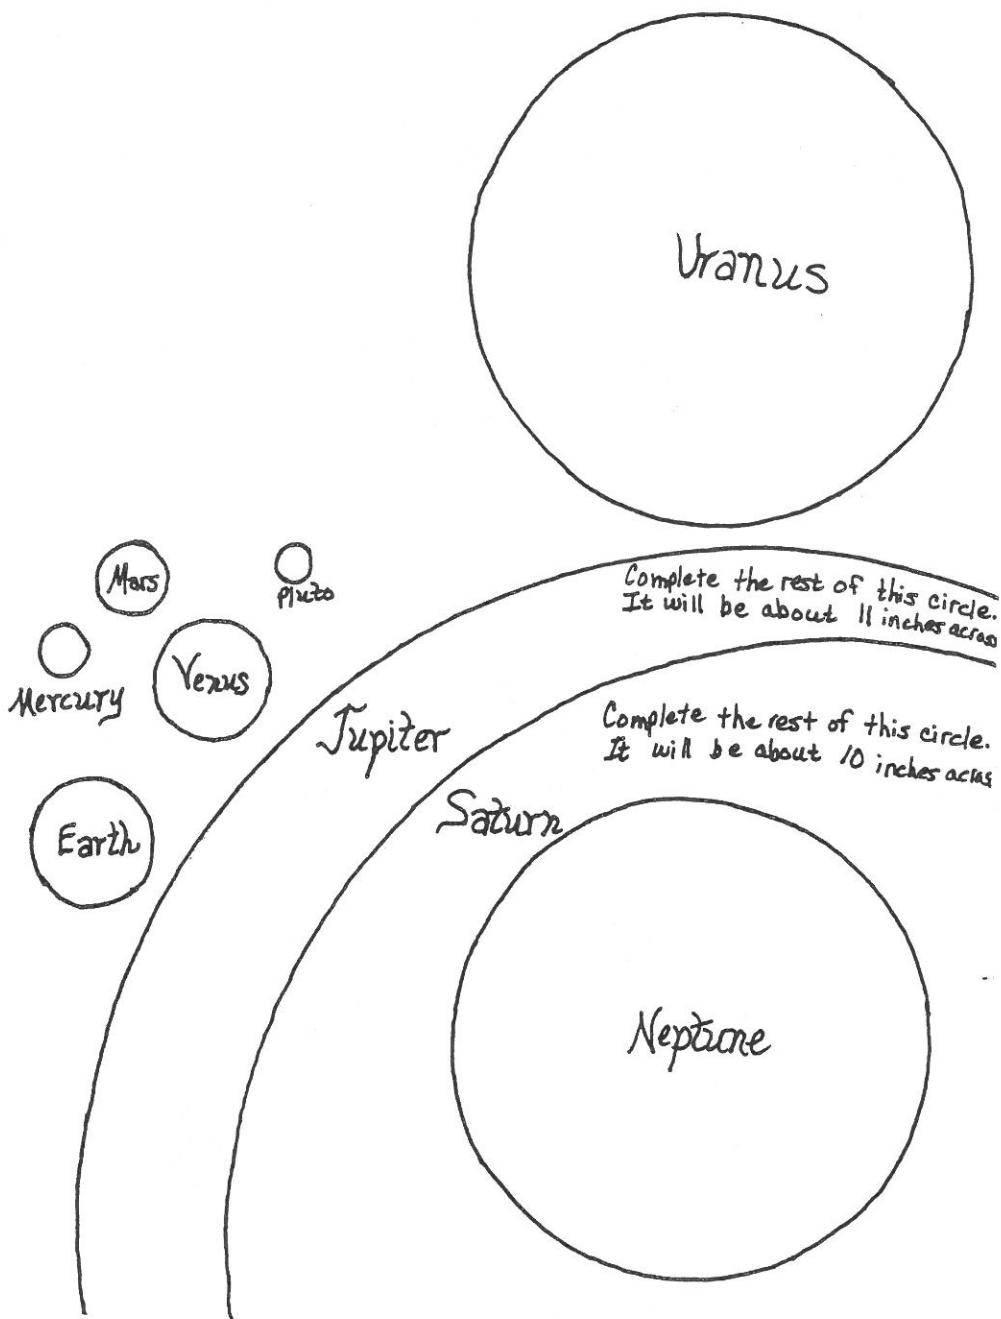 Uranus
Mars
Pluto
Complete the rest of this circle.
It will be about 11 inches across
Mercury
Venus
Jupiter
Complete the rest of this circle.
It will be about 10 inches across
Saturn
Earth
Neptune